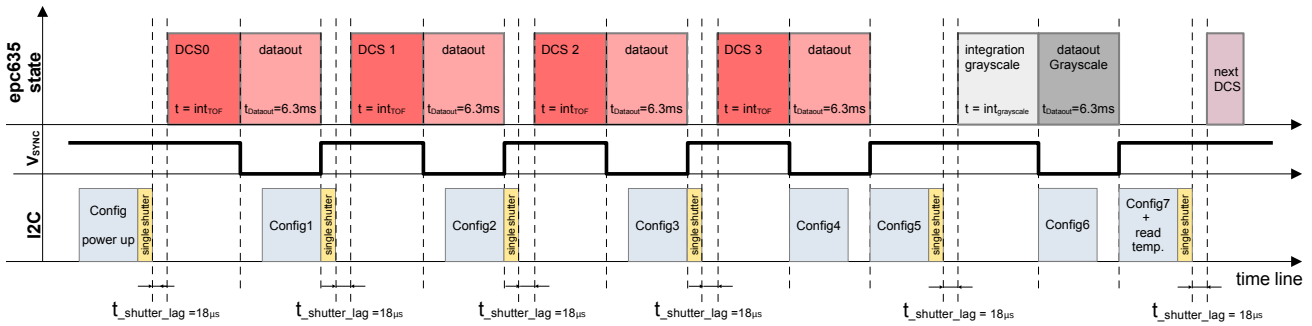 epc635
state
DCS0
t = intTOF
dataout
tDataout=6.3ms
DCS 1
t = intTOF
dataout
tDataout=6.3ms
DCS 2
t = intTOF
dataout
tDataout=6.3ms
DCS 3
t = intTOF
dataout
tDataout=6.3ms
integration
grayscale
t = intgrayscale
dataout
Grayscale
tDataout=6.3ms
next
DCS
VSYNC
I2C
Config
power up
single shutter
Config1
single shutter
Config2
single shutter
Config3
single shutter
Config4
Config5
single shutter
Config6
Config7
+
read
temp.
single shutter
time line
t_shutter_lag =18µs
t_shutter_lag =18µs
t_shutter_lag =18µs
t_shutter_lag =18µs
t_shutter_lag = 18µs
t_shutter_lag = 18µs